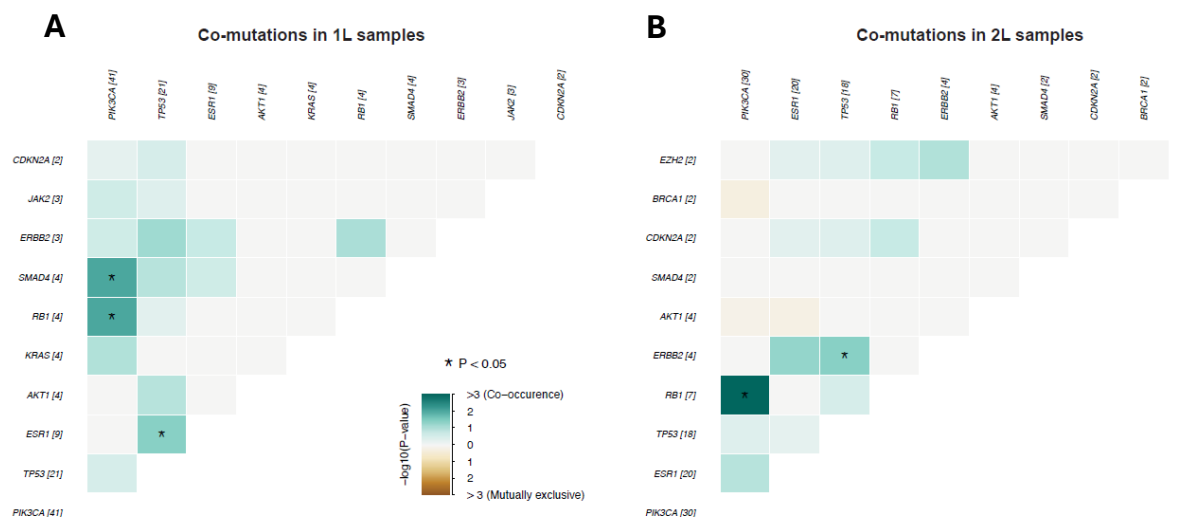 A
Co-mutations in 1L samples
PIK3CA [41]
TP53 [21]
ESR1 [9]
AKT1 [4]
KRAS [4]
RB1 [4]
SMAD4 [4]
ERBB2 [3]
JAK2 [3]
CDKN2A [2]
CDKN2A [2]
JAK2 [3]
ERBB2 [3]
SMAD4 [4]
*
RB1 [4]
*
KRAS [4]
AKT1 [4]
ESR1 [9]
*
TP53 [21]
PIK3CA [41]
* P < 0.05
−log10(P−value)
>3 (Co−occurence)
2
1
0
1
2
> 3 (Mutually exclusive)
B
Co-mutations in 2L samples
PIK3CA [30]
ESR1 [20]
TP53 [18]
RB1 [7]
ERBB2 [4]
AKT1 [4]
SMAD4 [2]
CDKN2A [2]
BRCA1 [2]
EZH2 [2]
BRCA1 [2]
CDKN2A [2]
SMAD4 [2]
AKT1 [4]
ERBB2 [4]
*
RB1 [7]
*
TP53 [18]
ESR1 [20]
PIK3CA [30]